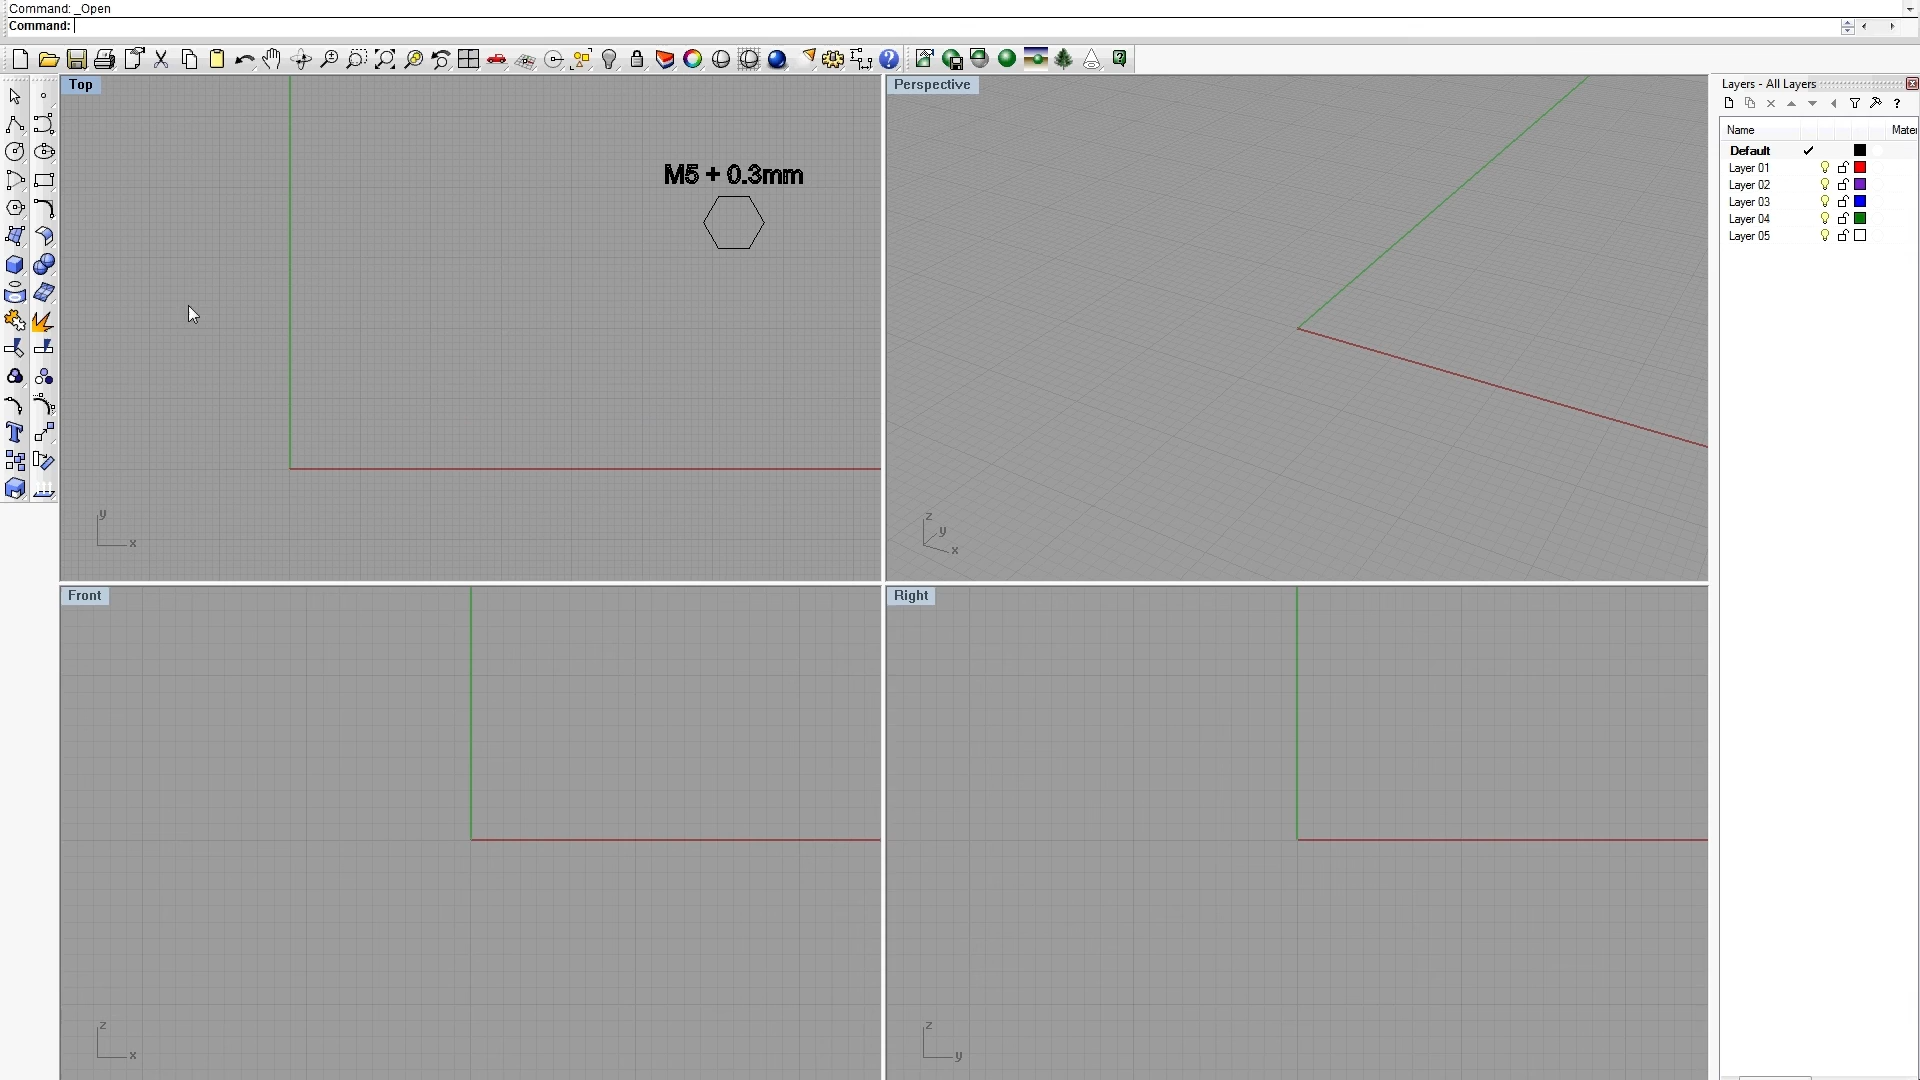 Command: _Open
Command:
Top
Perspective
Layers - All Layers
?
Name Mater
Default
Layer 01
Layer 02
Layer 03
Layer 04
Layer 05
M5 + 0.3mm
y
x
z
y
x
Front
Right
z
x
z
y